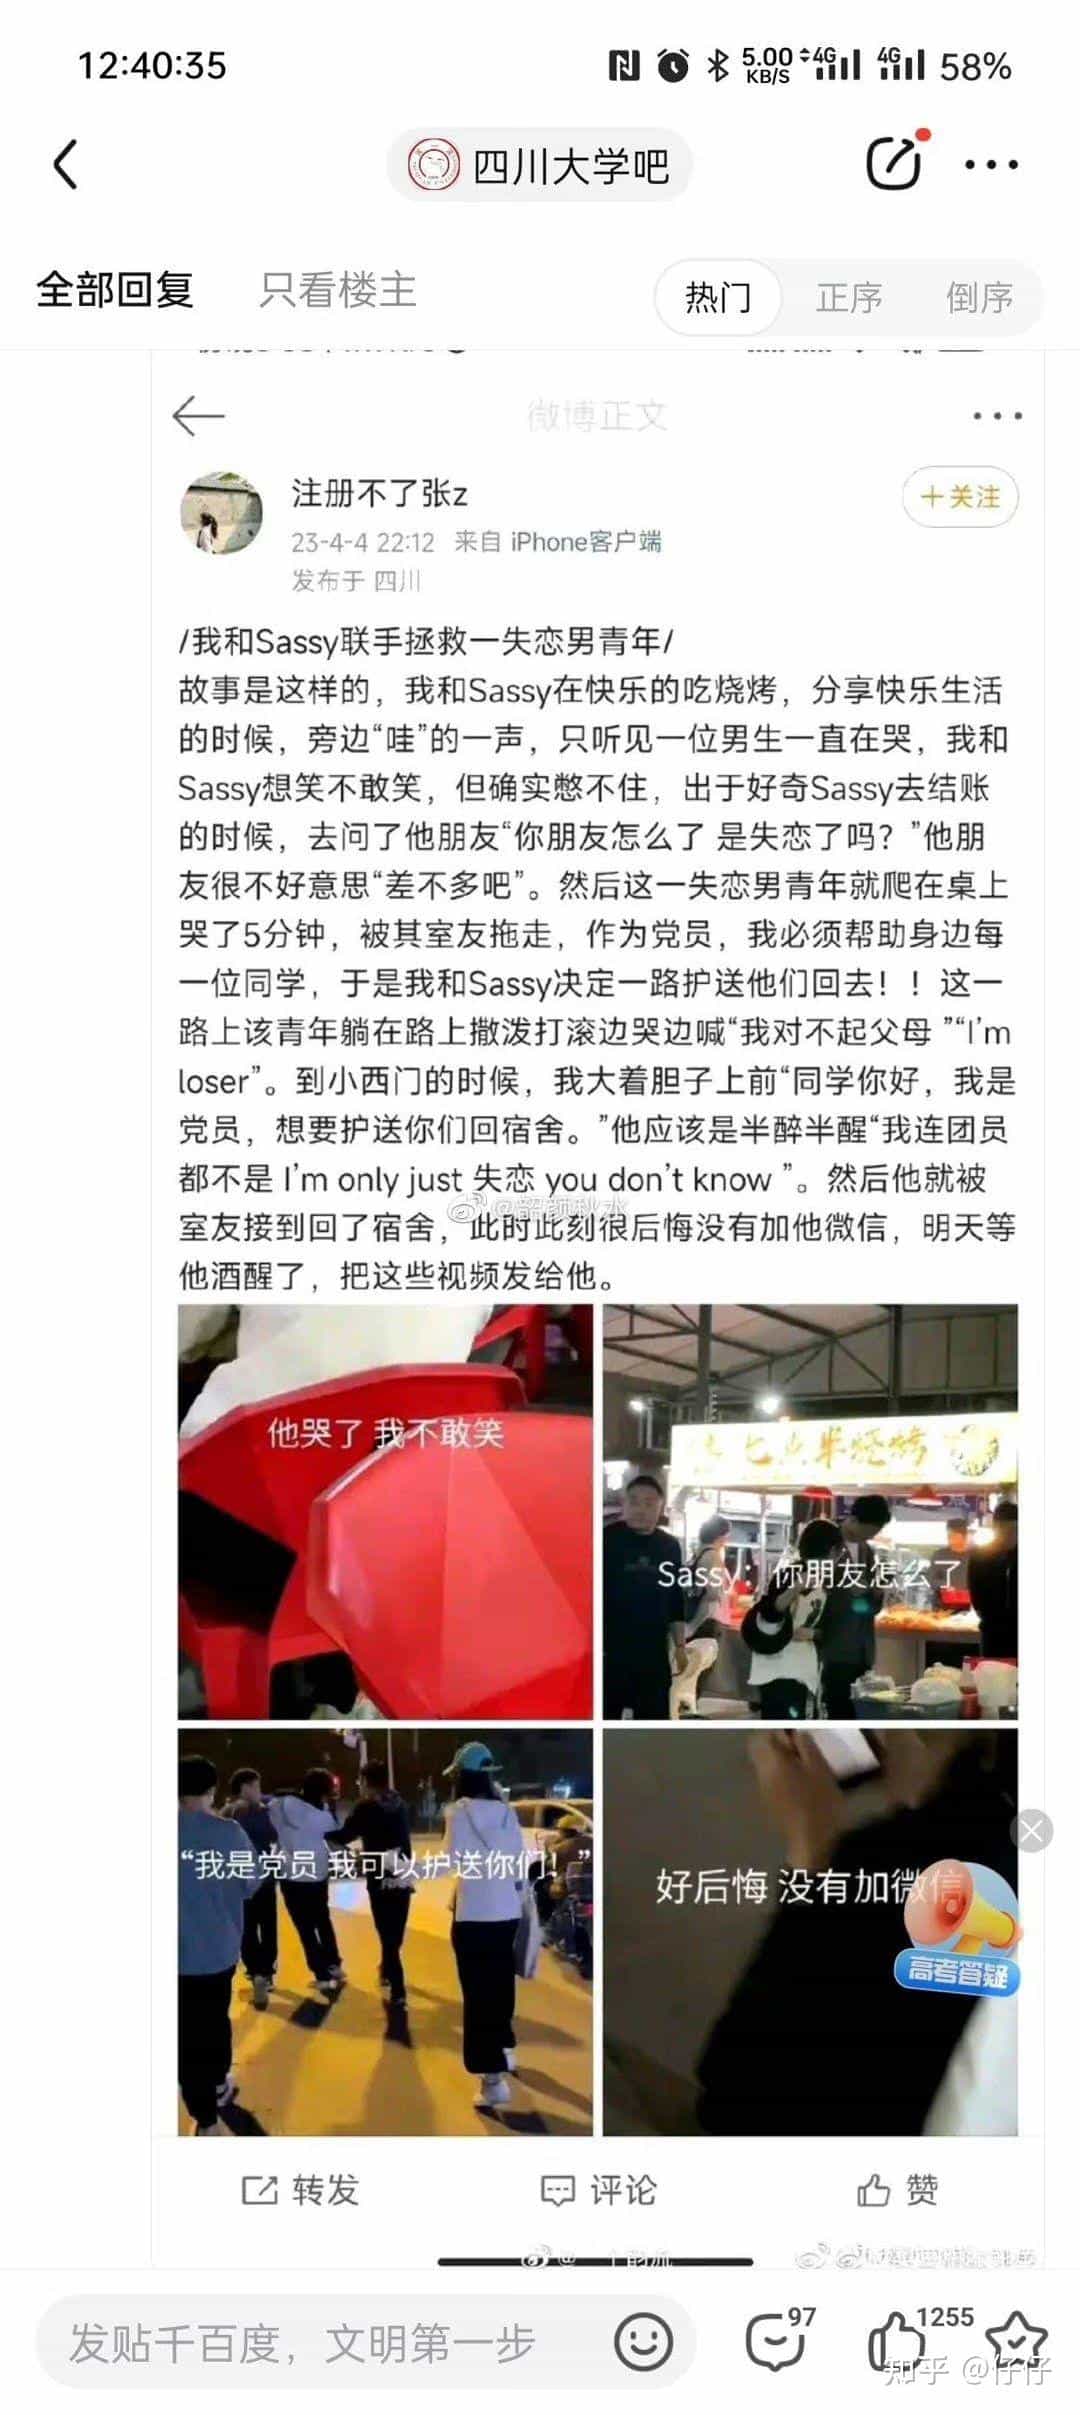 12:40:35
5.00 KB/S 4G 4G 58%
四川大学吧
全部回复 只看楼主 热门 正序 倒序
微博正文
注册不了张z
+关注
23-4-4 22:12 来自 iPhone客户端
发布于 四川
/我和Sassy联手拯救一失恋男青年/
故事是这样的，我和Sassy在快乐的吃烧烤，分享快乐生活
的时候，旁边“哇”的一声，只听见一位男生一直在哭，我和
Sassy想笑不敢笑，但确实憋不住，出于好奇Sassy去结账
的时候，去问了他朋友“你朋友怎么了 是失恋了吗？”他朋
友很不好意思“差不多吧”。然后这一失恋男青年就爬在桌上
哭了5分钟，被其室友拖走，作为党员，我必须帮助身边每
一位同学，于是我和Sassy决定一路护送他们回去！！这一
路上该青年躺在路上撒泼打滚边哭边喊“我对不起父母 ”“I’m
loser”。到小西门的时候，我大着胆子上前“同学你好，我是
党员，想要护送你们回宿舍。”他应该是半醉半醒“我连团员
都不是 I’m only just 失恋 you don’t know ”。然后他就被
@韶颜秋水
室友接到回了宿舍，此时此刻很后悔没有加他微信，明天等
他酒醒了，把这些视频发给他。
他哭了 我不敢笑
七点半烧烤
Sassy：你朋友怎么了
“我是党员 我可以护送你们！”
好后悔 没有加微信
高考答疑
转发 评论 赞
发贴千百度，文明第一步
97
1255
知乎 @仔仔